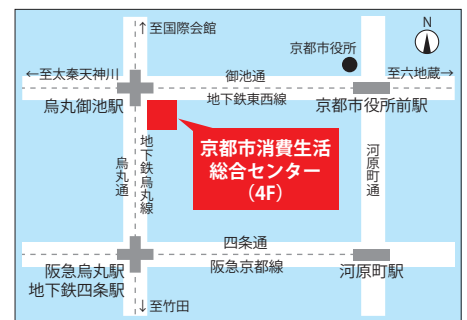 ↑至国際会館
京都市役所
N
←至太秦天神川
御池通
至六地蔵→
烏丸御池駅
地下鉄東西線
京都市役所前駅
京都市消費生活
総合センター
（4F）
烏丸通
地下鉄烏丸線
河原町通
四条通
阪急烏丸駅
地下鉄四条駅
阪急京都線
河原町駅
↓至竹田